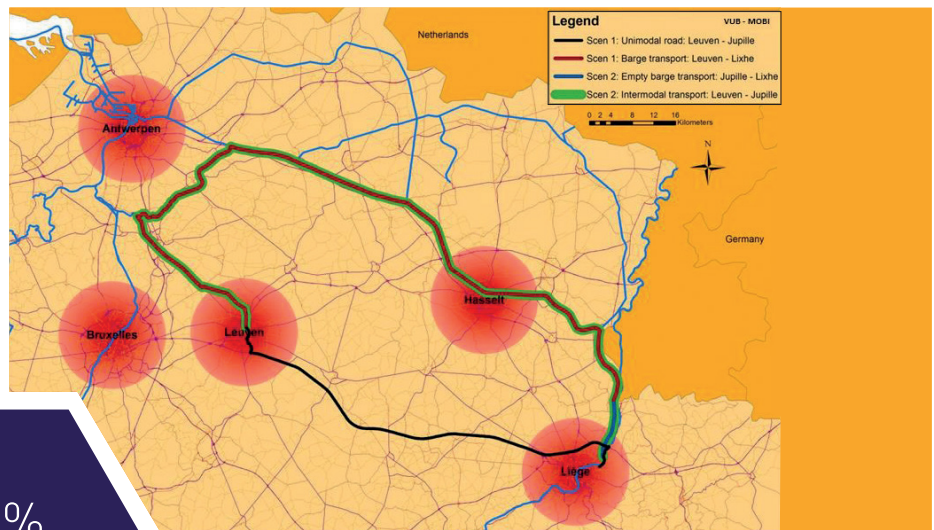 Netherlands
Legend
VUB - MOBI
Scen 1: Unimodal road: Leuven - Jupille
Scen 1: Barge transport: Leuven - Lixhe
Scen 2: Empty barge transport: Jupille - Lixhe
Scen 2: Intermodal transport: Leuven - Jupille
0 2 4 8 12 16
Kilometers
N
Antwerpen
Germany
Hasselt
Leuven
Bruxelles
Liège
%